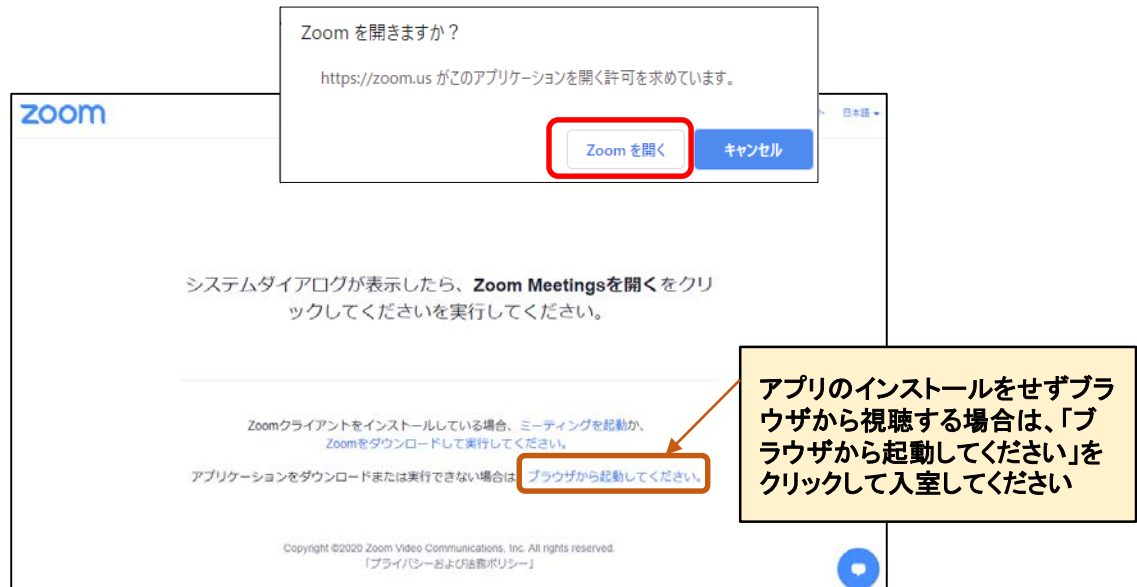 Zoom を開きますか？
https://zoom.us がこのアプリケーションを開く許可を求めています。
Zoom を開く
キャンセル
zoom
日本語
システムダイアログが表示したら、Zoom Meetingsを開くをクリ
ックしてくださいを実行してください。
Zoomクライアントをインストールしている場合、ミーティングを起動か、
Zoomをダウンロードして実行してください。
アプリケーションをダウンロードまたは実行できない場合は、ブラウザから起動してください。
アプリのインストールをせずブラ
ウザから視聴する場合は、「ブ
ラウザから起動してください」を
クリックして入室してください
Copyright ©2020 Zoom Video Communications, Inc. All rights reserved.
「プライバシーおよび法務ポリシー」